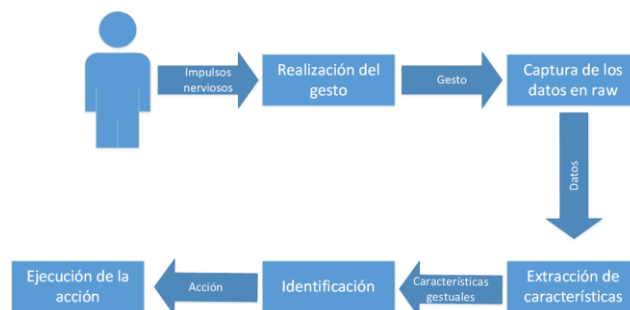 Impulsos
nerviosos
Realización del
gesto
Gesto
Captura de los
datos en raw
Datos
Extracción de
características
Características
gestuales
Identificación
Acción
Ejecución de la
acción